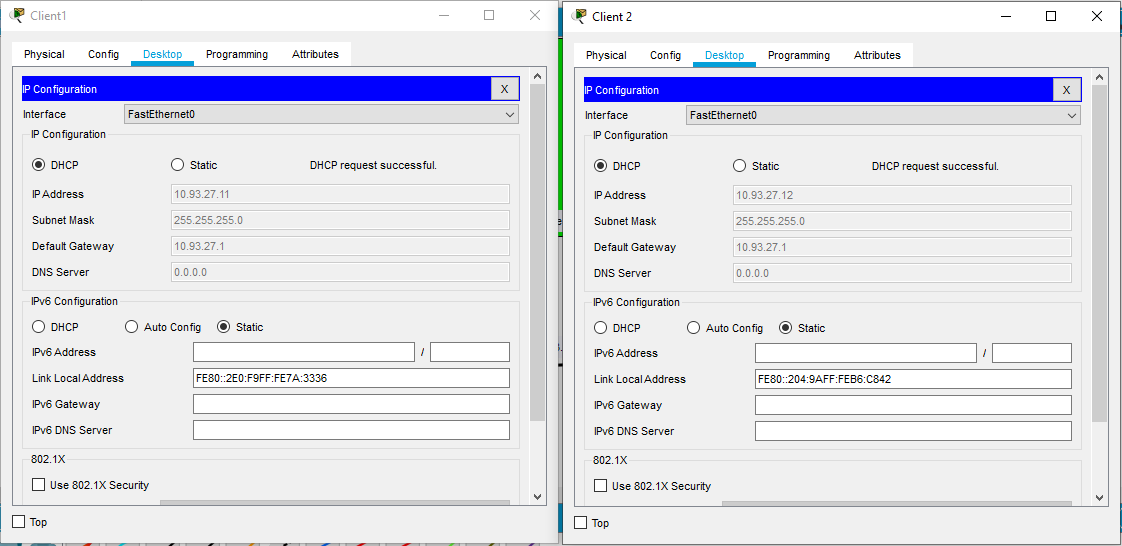 Client1
Physical Config Desktop Programming Attributes
IP Configuration X
Interface FastEthernet0
IP Configuration
DHCP Static DHCP request successful.
IP Address 10.93.27.11
Subnet Mask 255.255.255.0
Default Gateway 10.93.27.1
DNS Server 0.0.0.0
IPv6 Configuration
DHCP Auto Config Static
IPv6 Address /
Link Local Address FE80::2E0:F9FF:FE7A:3336
IPv6 Gateway
IPv6 DNS Server
802.1X
Use 802.1X Security
Top
Client 2
Physical Config Desktop Programming Attributes
IP Configuration X
Interface FastEthernet0
IP Configuration
DHCP Static DHCP request successful.
IP Address 10.93.27.12
Subnet Mask 255.255.255.0
Default Gateway 10.93.27.1
DNS Server 0.0.0.0
IPv6 Configuration
DHCP Auto Config Static
IPv6 Address /
Link Local Address FE80::204:9AFF:FEB6:C842
IPv6 Gateway
IPv6 DNS Server
802.1X
Use 802.1X Security
Top